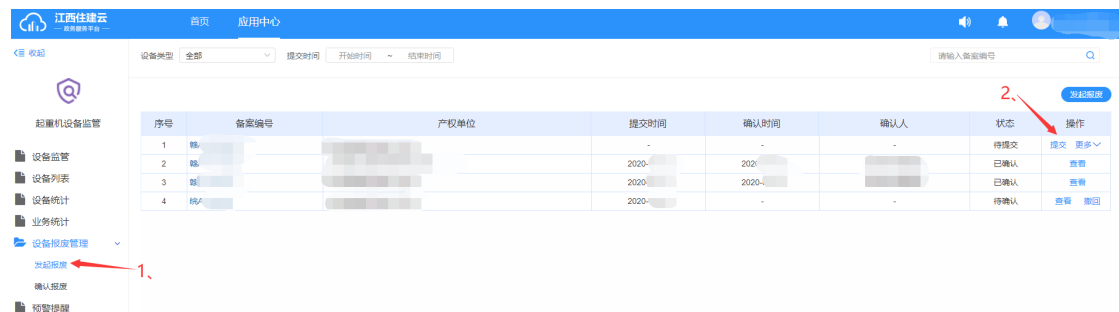 江西住建云
— 政务服务平台 —
首页 应用中心
收起
设备类型 全部 提交时间 开始时间 ~ 结束时间 请输入备案编号
起重机设备监管
发起报废
2、
序号 备案编号 产权单位 提交时间 确认时间 确认人 状态 操作
1 赣 - - - 待提交 提交 更多
2 赣 2020- 202 已确认 查看
3 2020 2020- 已确认 查看
4 皖A 2020- - - 待确认 查看 撤回
设备监管
设备列表
设备统计
业务统计
设备报废管理
发起报废
1、
确认报废
预警提醒